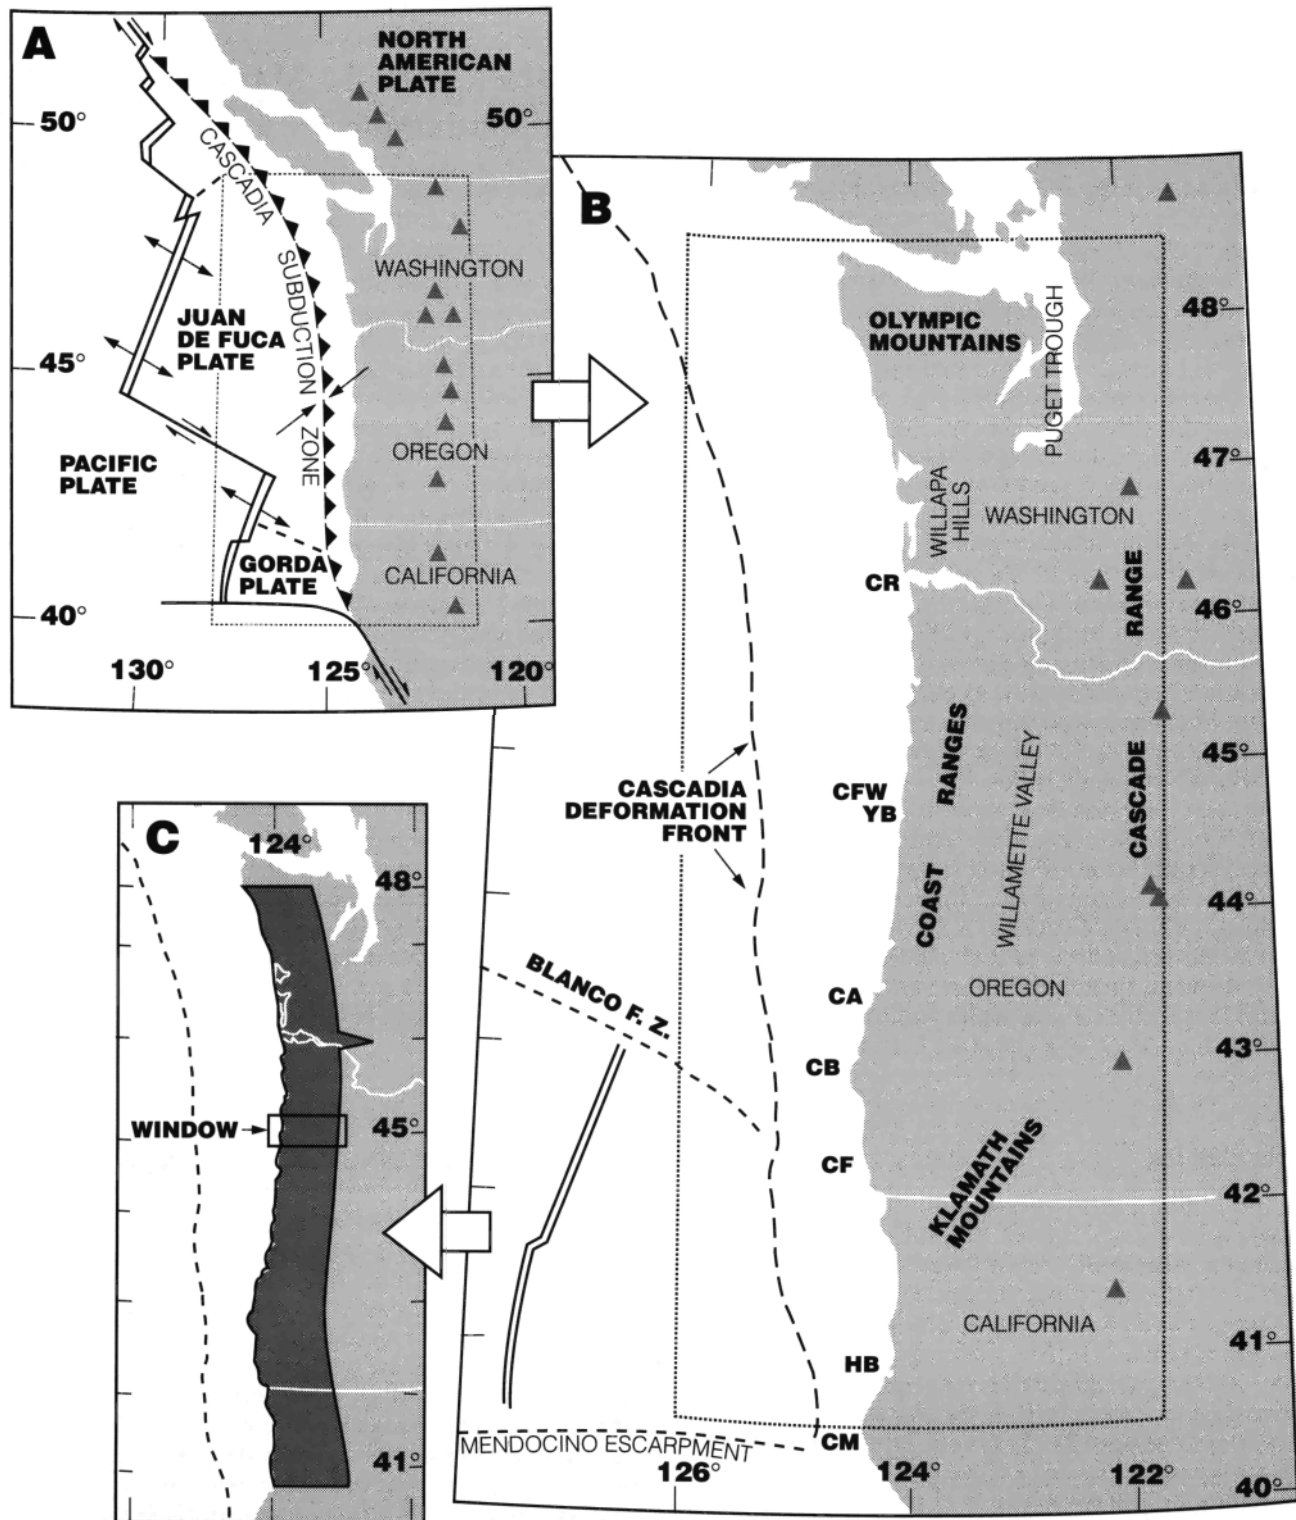 A
NORTH
AMERICAN
PLATE
50°
50°
CASCADIA
SUBDUCTION
ZONE
WASHINGTON
JUAN
DE FUCA
PLATE
45°
OREGON
PACIFIC
PLATE
GORDA
PLATE
CALIFORNIA
40°
130°
125°
120°
B
OLYMPIC
MOUNTAINS
PUGET TROUGH
48°
47°
WILLAPA
HILLS
WASHINGTON
CR
CASCADE RANGE
46°
COAST RANGES
WILLAMETTE VALLEY
45°
CASCADIA
DEFORMATION
FRONT
CFW
YB
44°
BLANCO F. Z.
CA
OREGON
43°
CB
CF
KLAMATH
MOUNTAINS
42°
CALIFORNIA
41°
HB
MENDOCINO ESCARPMENT
CM
126°
124°
122°
40°
C
124°
48°
WINDOW
45°
41°